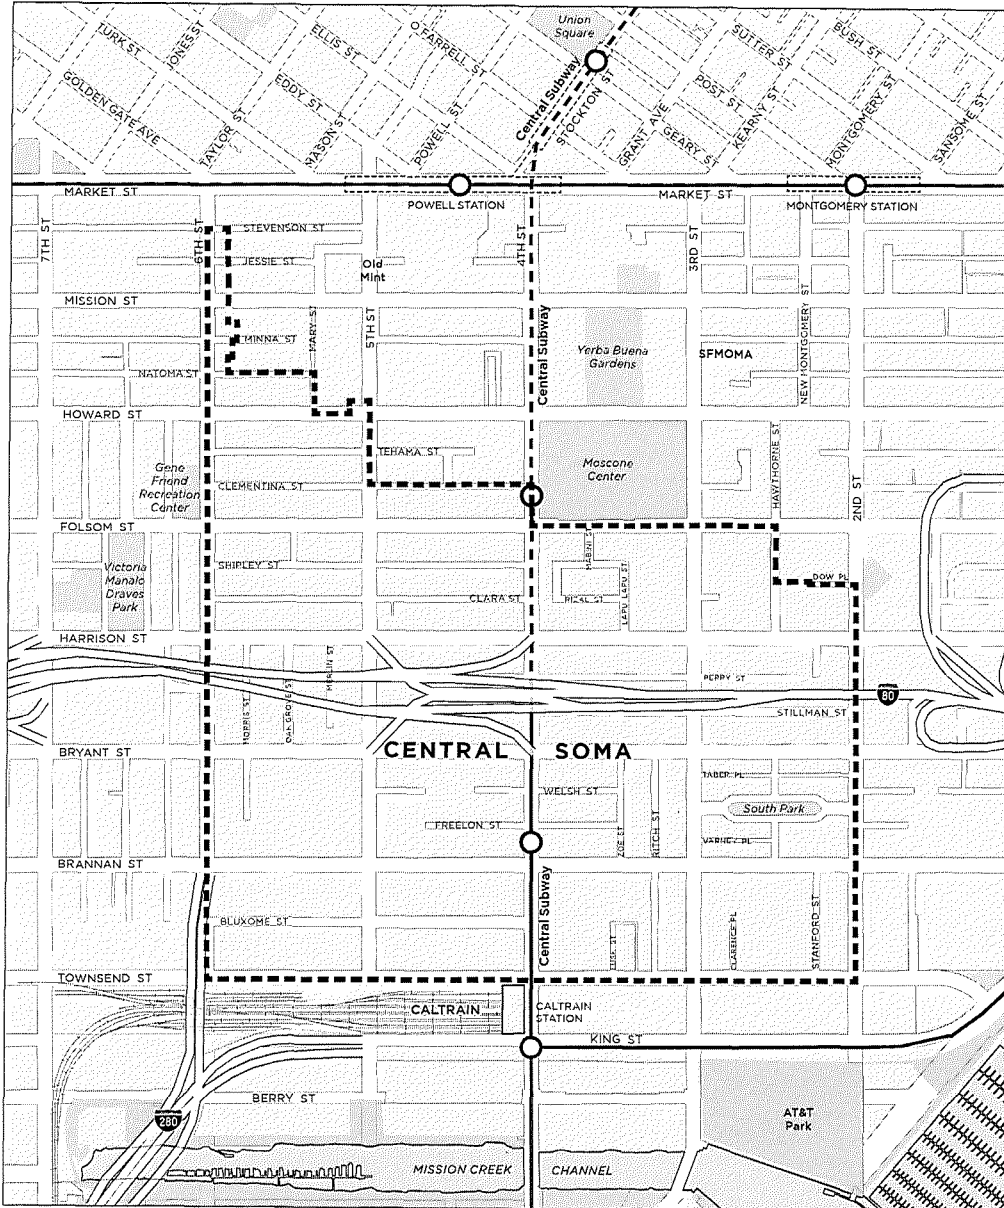 Union
Square
TURK ST
JONES ST
ELLIS ST
O FARRELL ST
SUTTER ST
BUSH ST
GOLDEN GATE AVE
EDDY ST
Central Subway
STOCKTON ST
POST ST
TAYLOR ST
MASON ST
POWELL ST
GRANT AVE
GEARY ST
KEARNY ST
MONTGOMERY ST
SANSOME ST
MARKET ST
POWELL STATION
MARKET ST
MONTGOMERY STATION
7TH ST
6TH ST
STEVENSON ST
4TH ST
3RD ST
JESSIE ST
Old
Mint
MISSION ST
MARY ST
5TH ST
MINNA ST
NATOMA ST
Central Subway
Yerba Buena
Gardens
SFMOMA
NEW MONTGOMERY ST
HOWARD ST
TEHAMA ST
Gene
Friend
Recreation
Center
CLEMENTINA ST
Moscone
Center
HAWTHORNE ST
2ND ST
FOLSOM ST
Victoria
Manalo
Draves
Park
SHIPLEY ST
MABINI ST
DOW PL
CLARA ST
RIZAL ST
LAPU LAPU ST
HARRISON ST
MERLIN ST
PERRY ST
80
MORRIS ST
OAK GROVE ST
STILLMAN ST
BRYANT ST
CENTRAL SOMA
TABER PL
WELSH ST
South Park
FREELON ST
ZOE ST
RITCH ST
VARNEY PL
BRANNAN ST
Central Subway
BLUXOME ST
CLARENCE PL
STANFORD ST
TOWNSEND ST
CALTRAIN
CALTRAIN
STATION
KING ST
BERRY ST
280
AT&T
Park
MISSION CREEK CHANNEL